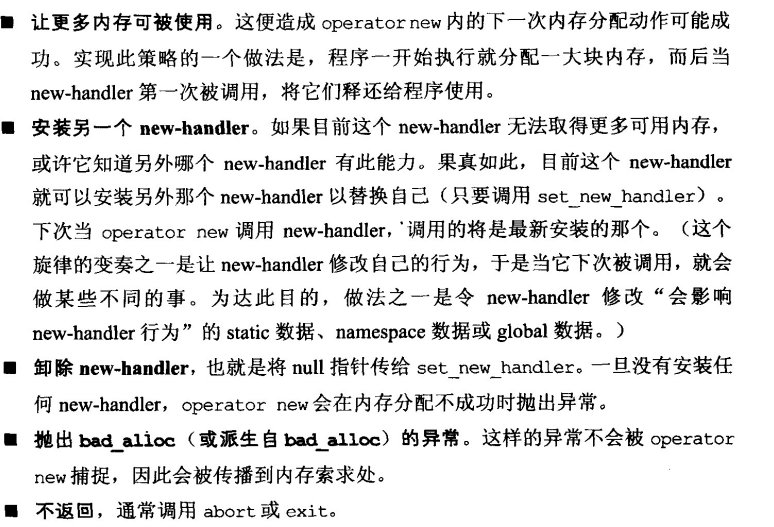 ■ 让更多内存可被使用。这便造成 operator new 内的下一次内存分配动作可能成
功。实现此策略的一个做法是，程序一开始执行就分配一大块内存，而后当
new-handler 第一次被调用，将它们释还给程序使用。
■ 安装另一个 new-handler。如果目前这个 new-handler 无法取得更多可用内存，
或许它知道另外哪个 new-handler 有此能力。果真如此，目前这个 new-handler
就可以安装另外那个 new-handler 以替换自己（只要调用 set_new_handler）。
下次当 operator new 调用 new-handler，调用的将是最新安装的那个。（这个
旋律的变奏之一是让 new-handler 修改自己的行为，于是当它下次被调用，就会
做某些不同的事。为达此目的，做法之一是令 new-handler 修改“会影响
new-handler 行为”的 static 数据、namespace 数据或 global 数据。）
■ 卸除 new-handler，也就是将 null 指针传给 set_new_handler。一旦没有安装任
何 new-handler，operator new 会在内存分配不成功时抛出异常。
■ 抛出 bad_alloc（或派生自 bad_alloc）的异常。这样的异常不会被 operator
new 捕捉，因此会被传播到内存索求处。
■ 不返回，通常调用 abort 或 exit。